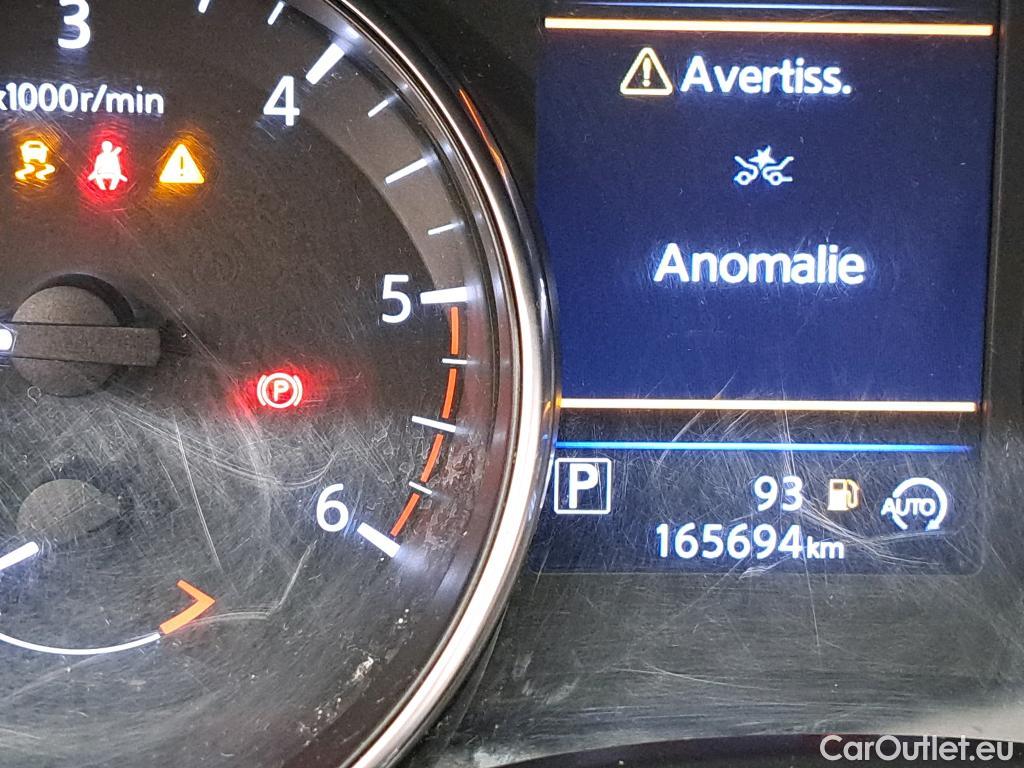 3
x1000r/min
4
5
6
P
Avertiss.
Anomalie
P 93 AUTO
165694km
CarOutlet.eu